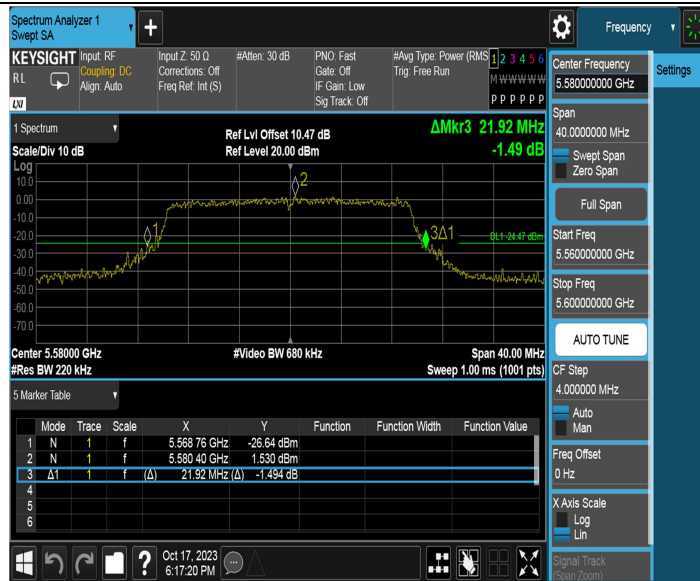 Spectrum Analyzer 1
Swept SA
Frequency
KEYSIGHT
RL
LXI
Input: RF
Coupling: DC
Align: Auto
Input Z: 50 Ω
Corrections: Off
Freq Ref: Int (S)
#Atten: 30 dB
PNO: Fast
Gate: Off
IF Gain: Low
Sig Track: Off
#Avg Type: Power (RMS
Trig: Free Run
1 2 3 4 5 6
M W W W W W
P P P P P P
1 Spectrum
Scale/Div 10 dB
Ref Lvl Offset 10.47 dB
Ref Level 20.00 dBm
ΔMkr3 21.92 MHz
-1.49 dB
Log
10.0
0.00
-10.0
-20.0
-30.0
-40.0
-50.0
-60.0
-70.0
1
2
3Δ1
DL1 -24.47 dBm
Center 5.58000 GHz
#Res BW 220 kHz
#Video BW 680 kHz
Span 40.00 MHz
Sweep 1.00 ms (1001 pts)
5 Marker Table
Mode Trace Scale X Y Function Function Width Function Value
1 N 1 f 5.568 76 GHz -26.64 dBm
2 N 1 f 5.580 40 GHz 1.530 dBm
3 Δ1 1 f (Δ) 21.92 MHz (Δ) -1.494 dB
4
5
6
Oct 17, 2023
6:17:20 PM
Settings
Center Frequency
5.580000000 GHz
Span
40.0000000 MHz
Swept Span
Zero Span
Full Span
Start Freq
5.560000000 GHz
Stop Freq
5.600000000 GHz
AUTO TUNE
CF Step
4.000000 MHz
Auto
Man
Freq Offset
0 Hz
X Axis Scale
Log
Lin
Signal Track
(Span Zoom)